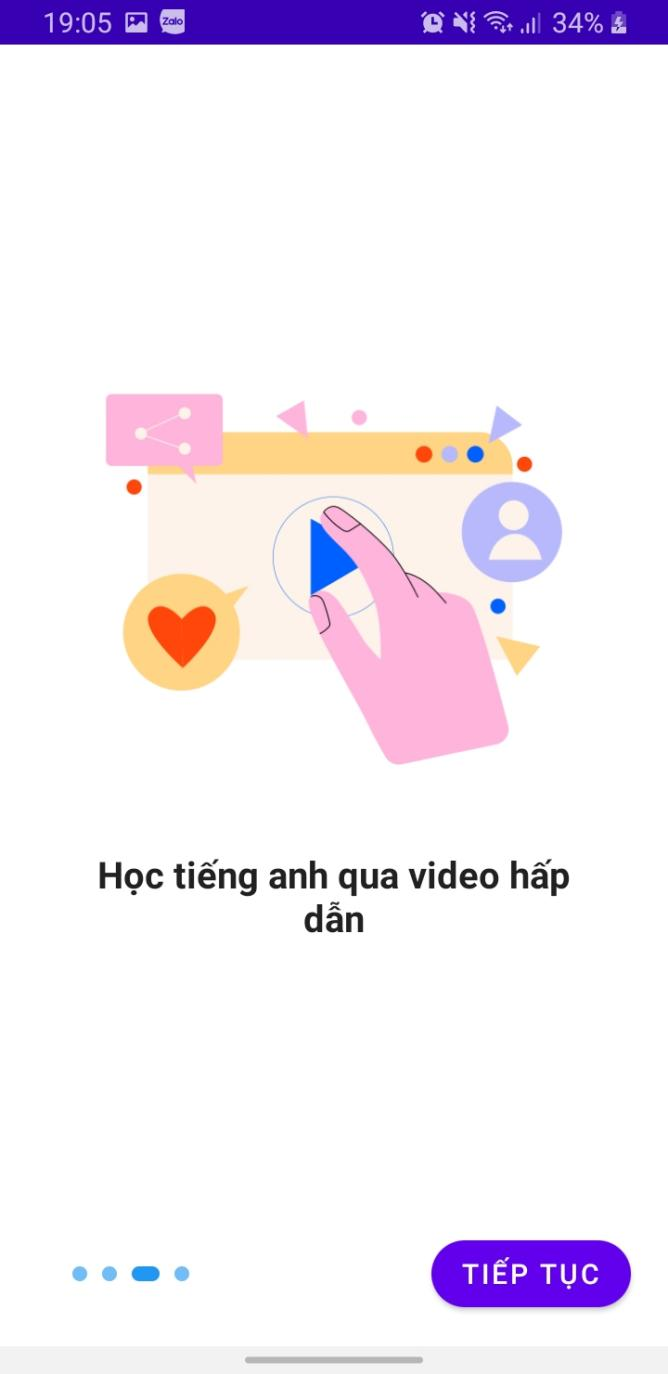 19:05 Zalo 34%
Học tiếng anh qua video hấp
dẫn
TIẾP TỤC